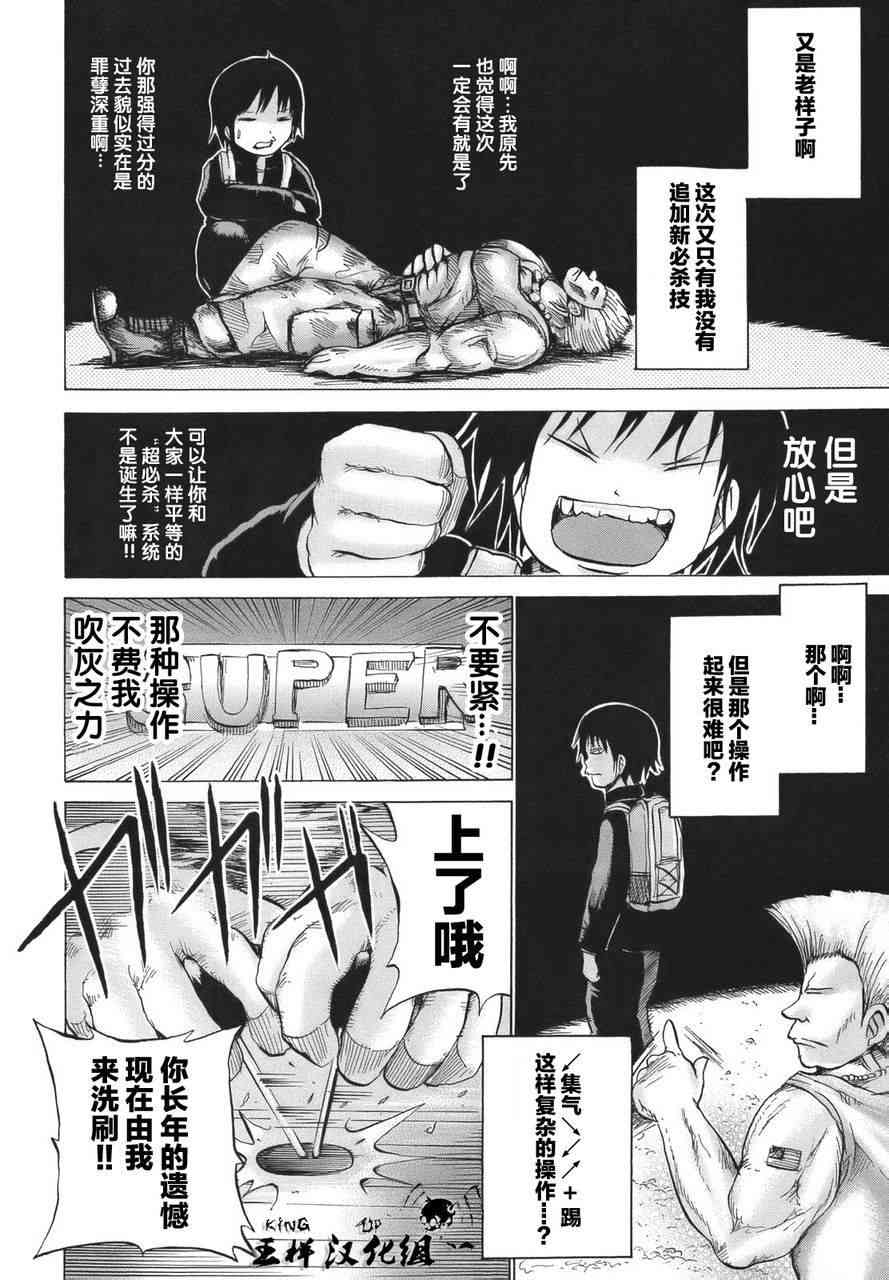 又是老样子啊
这次又只有我没有
追加新必杀技
啊啊…我原先
也觉得这次
一定会有就是了
你那强得过分的
过去貌似实在是
罪孽深重啊…
但是
放心吧
可以让你和
大家一样平等的
“超必杀”系统
不是诞生了嘛!!
啊啊…
那个啊…
但是那个操作
起来很难吧?
不要紧…!!
SUPER
那种操作
不费我
吹灰之力
↙集气↘↙↗＋踢
这样复杂的操作…?
上了哦
ガガガ
你长年的遗憾
现在由我
来洗刷!!
KING UP
王样汉化组